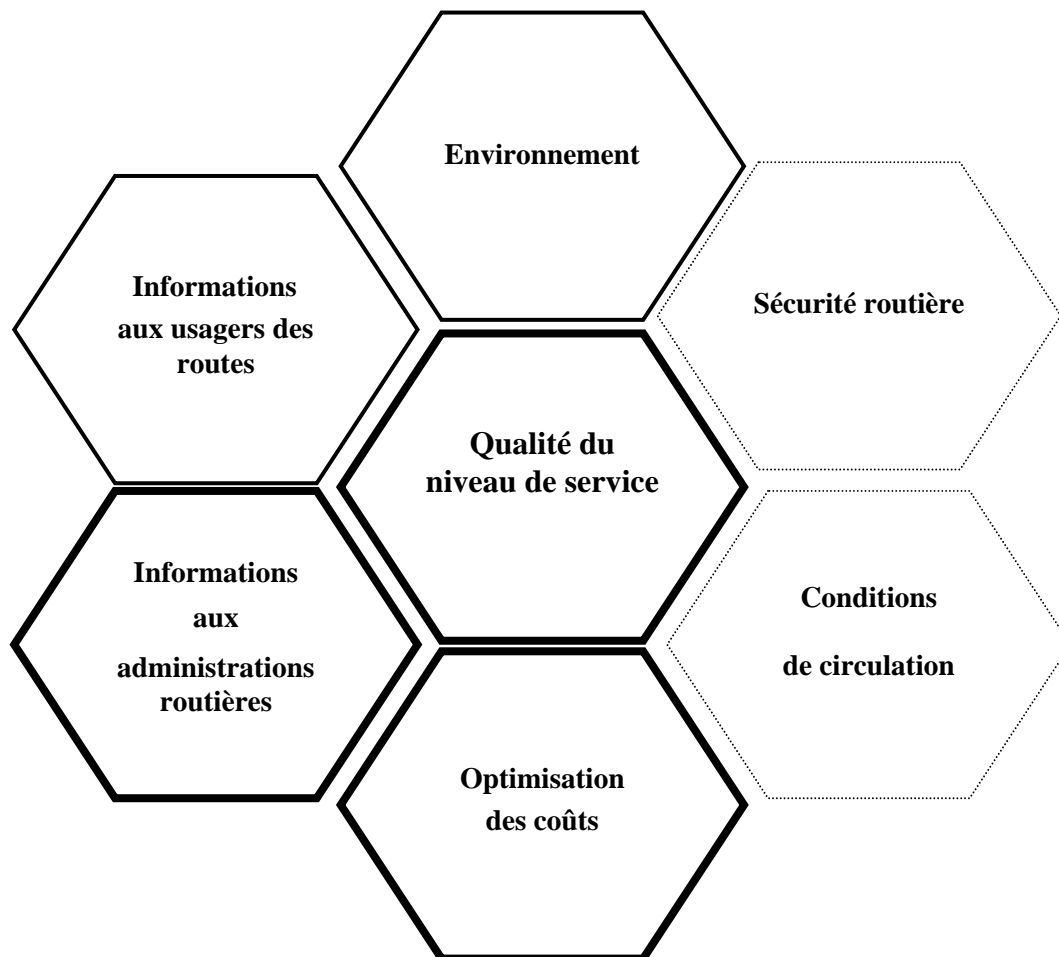 Environnement
Informations
aux usagers des
routes
Sécurité routière
Qualité du
niveau de service
Informations
aux
administrations
routières
Conditions
de circulation
Optimisation
des coûts